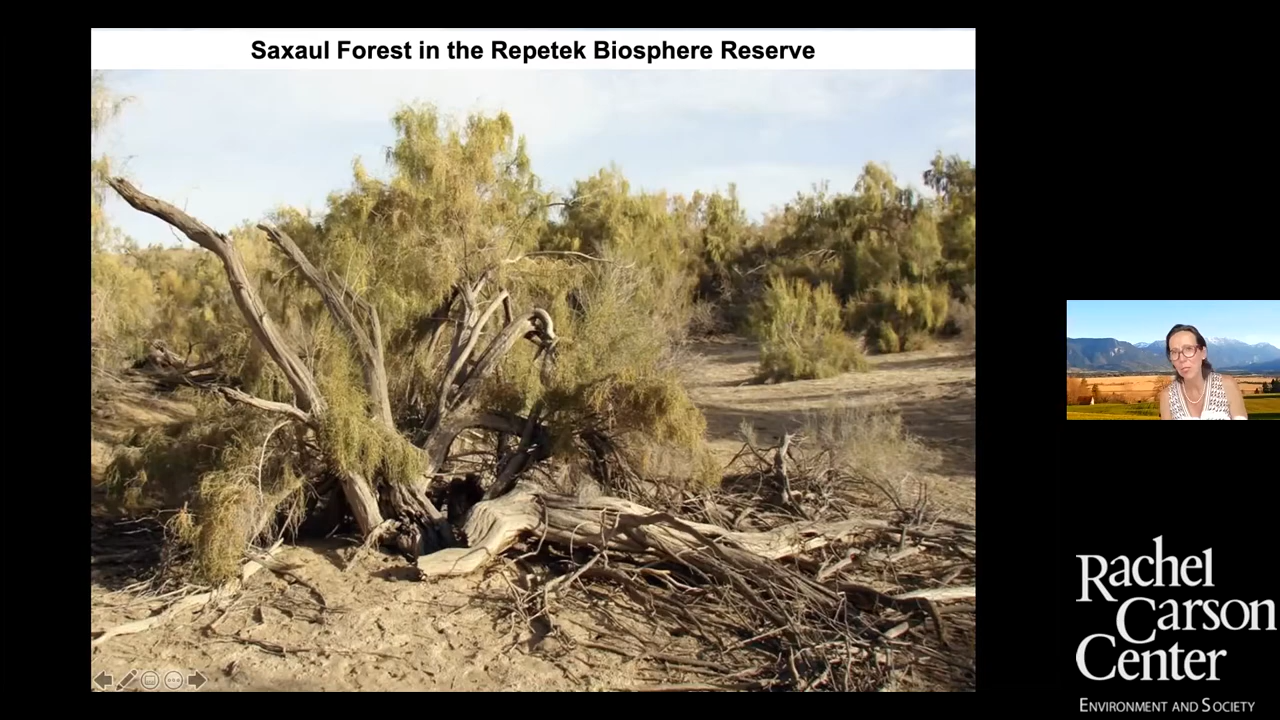 Saxaul Forest in the Repetek Biosphere Reserve
Rachel
Carson
Center
Environment and Society